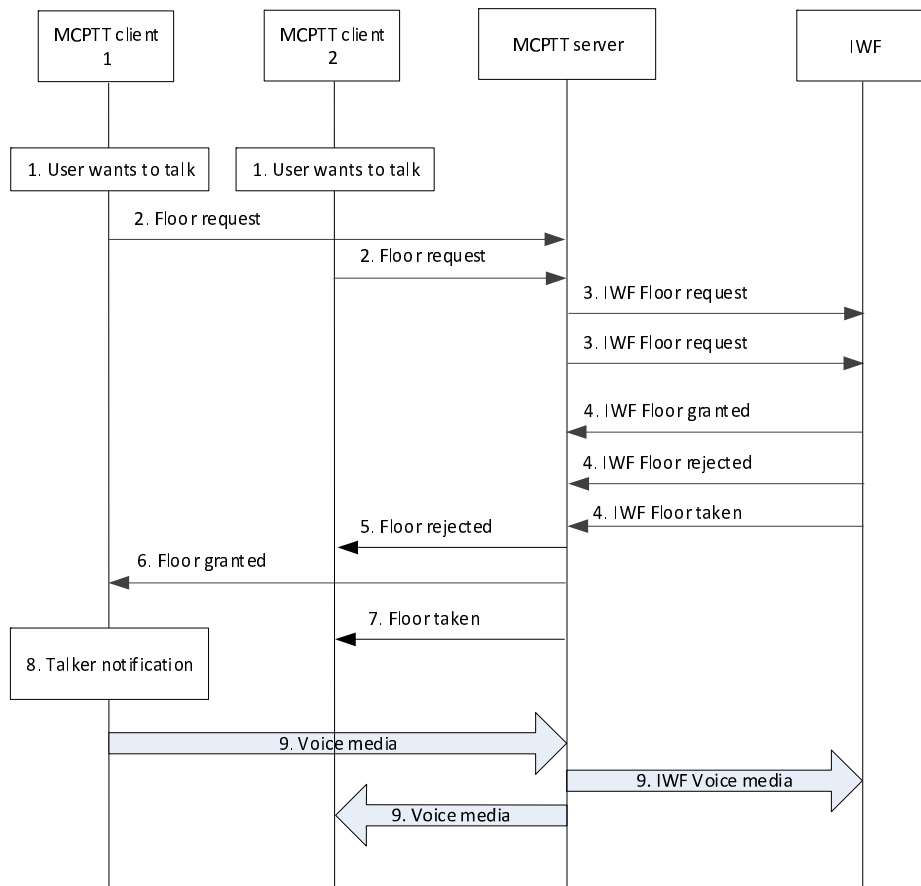 MCPTT client
1
MCPTT client
2
MCPTT server
IWF
1. User wants to talk
1. User wants to talk
2. Floor request
2. Floor request
3. IWF Floor request
3. IWF Floor request
4. IWF Floor granted
4. IWF Floor rejected
4. IWF Floor taken
5. Floor rejected
6. Floor granted
7. Floor taken
8. Talker notification
9. Voice media
9. IWF Voice media
9. Voice media